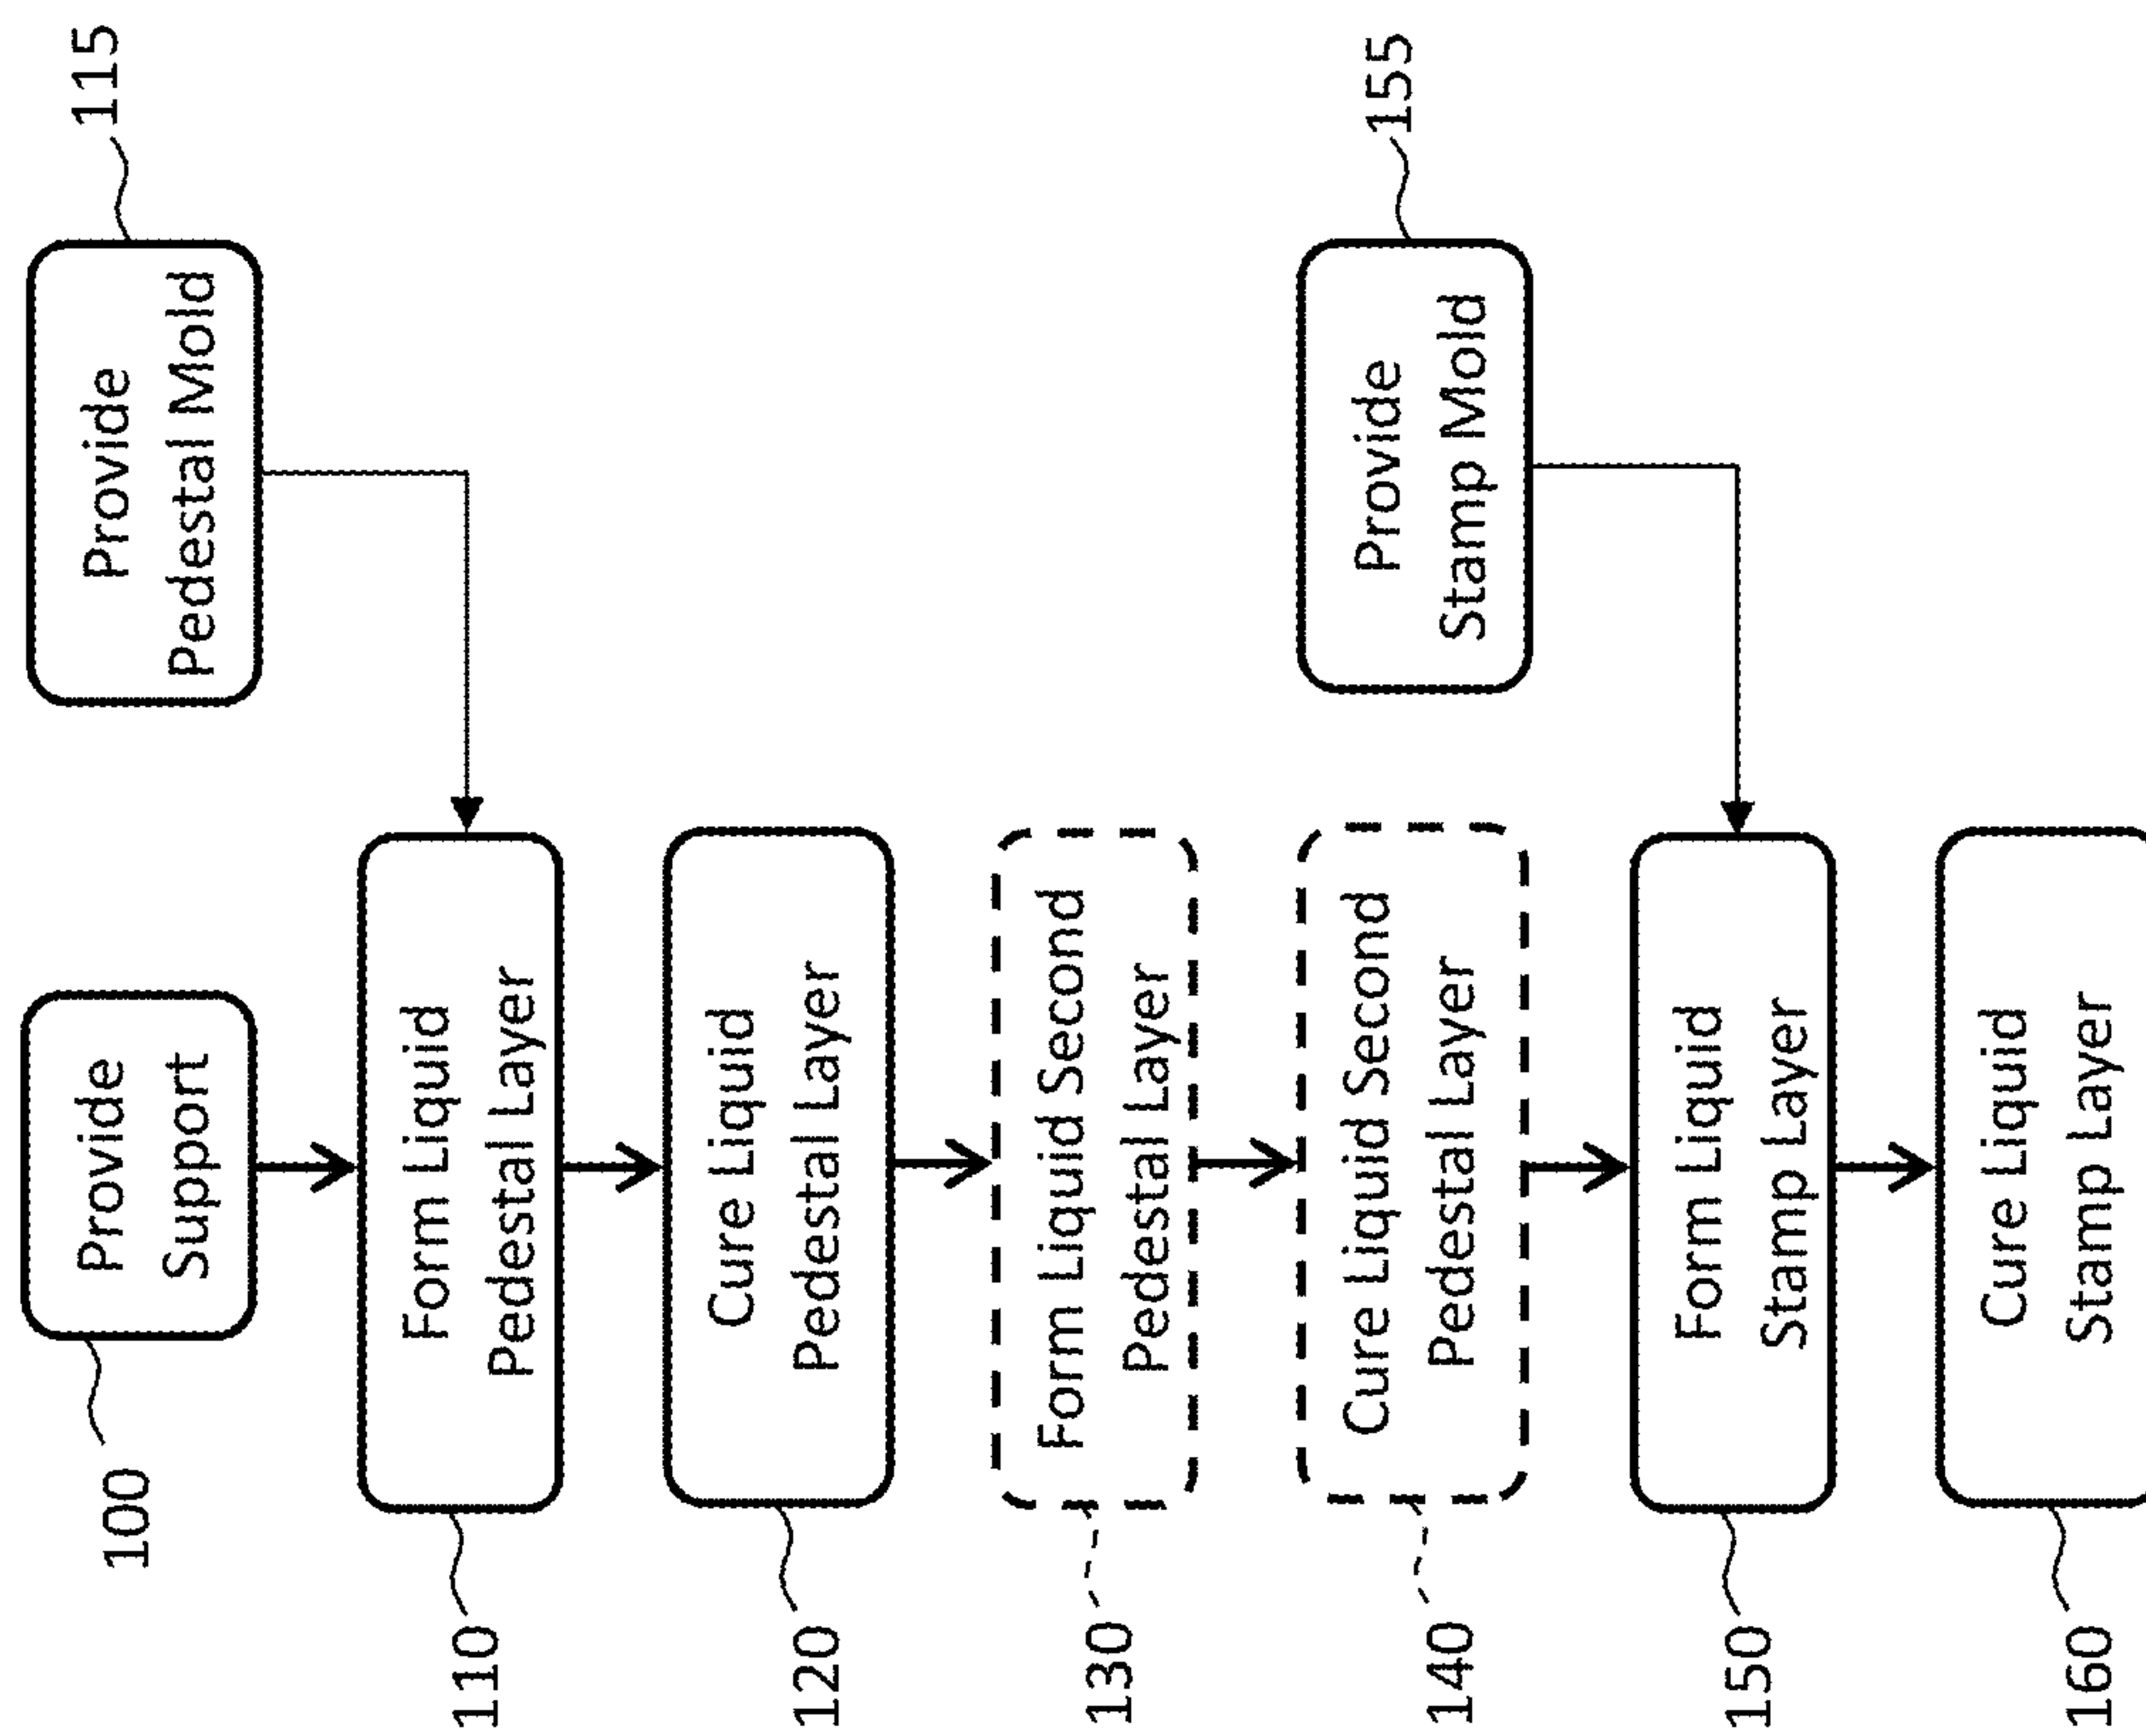 100
Provide
Support
Provide
Pedestal Mold
115
110
Form Liquid
Pedestal Layer
120
Cure Liquid
Pedestal Layer
130
Form Liquid Second
Pedestal Layer
140
Cure Liquid Second
Pedestal Layer
Provide
Stamp Mold
155
150
Form Liquid
Stamp Layer
160
Cure Liquid
Stamp Layer